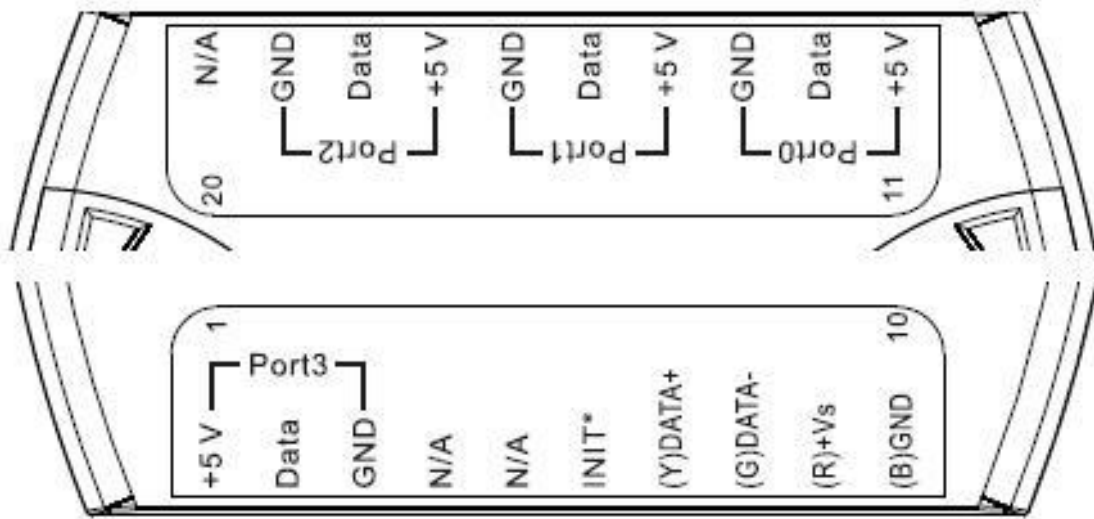 N/A GND Data +5 V GND Data +5 V GND Data +5 V
Port2 Port1 Port0
20 11
1 10
Port3
+5 V Data GND N/A N/A INIT* (Y)DATA+ (G)DATA- (R)+Vs (B)GND